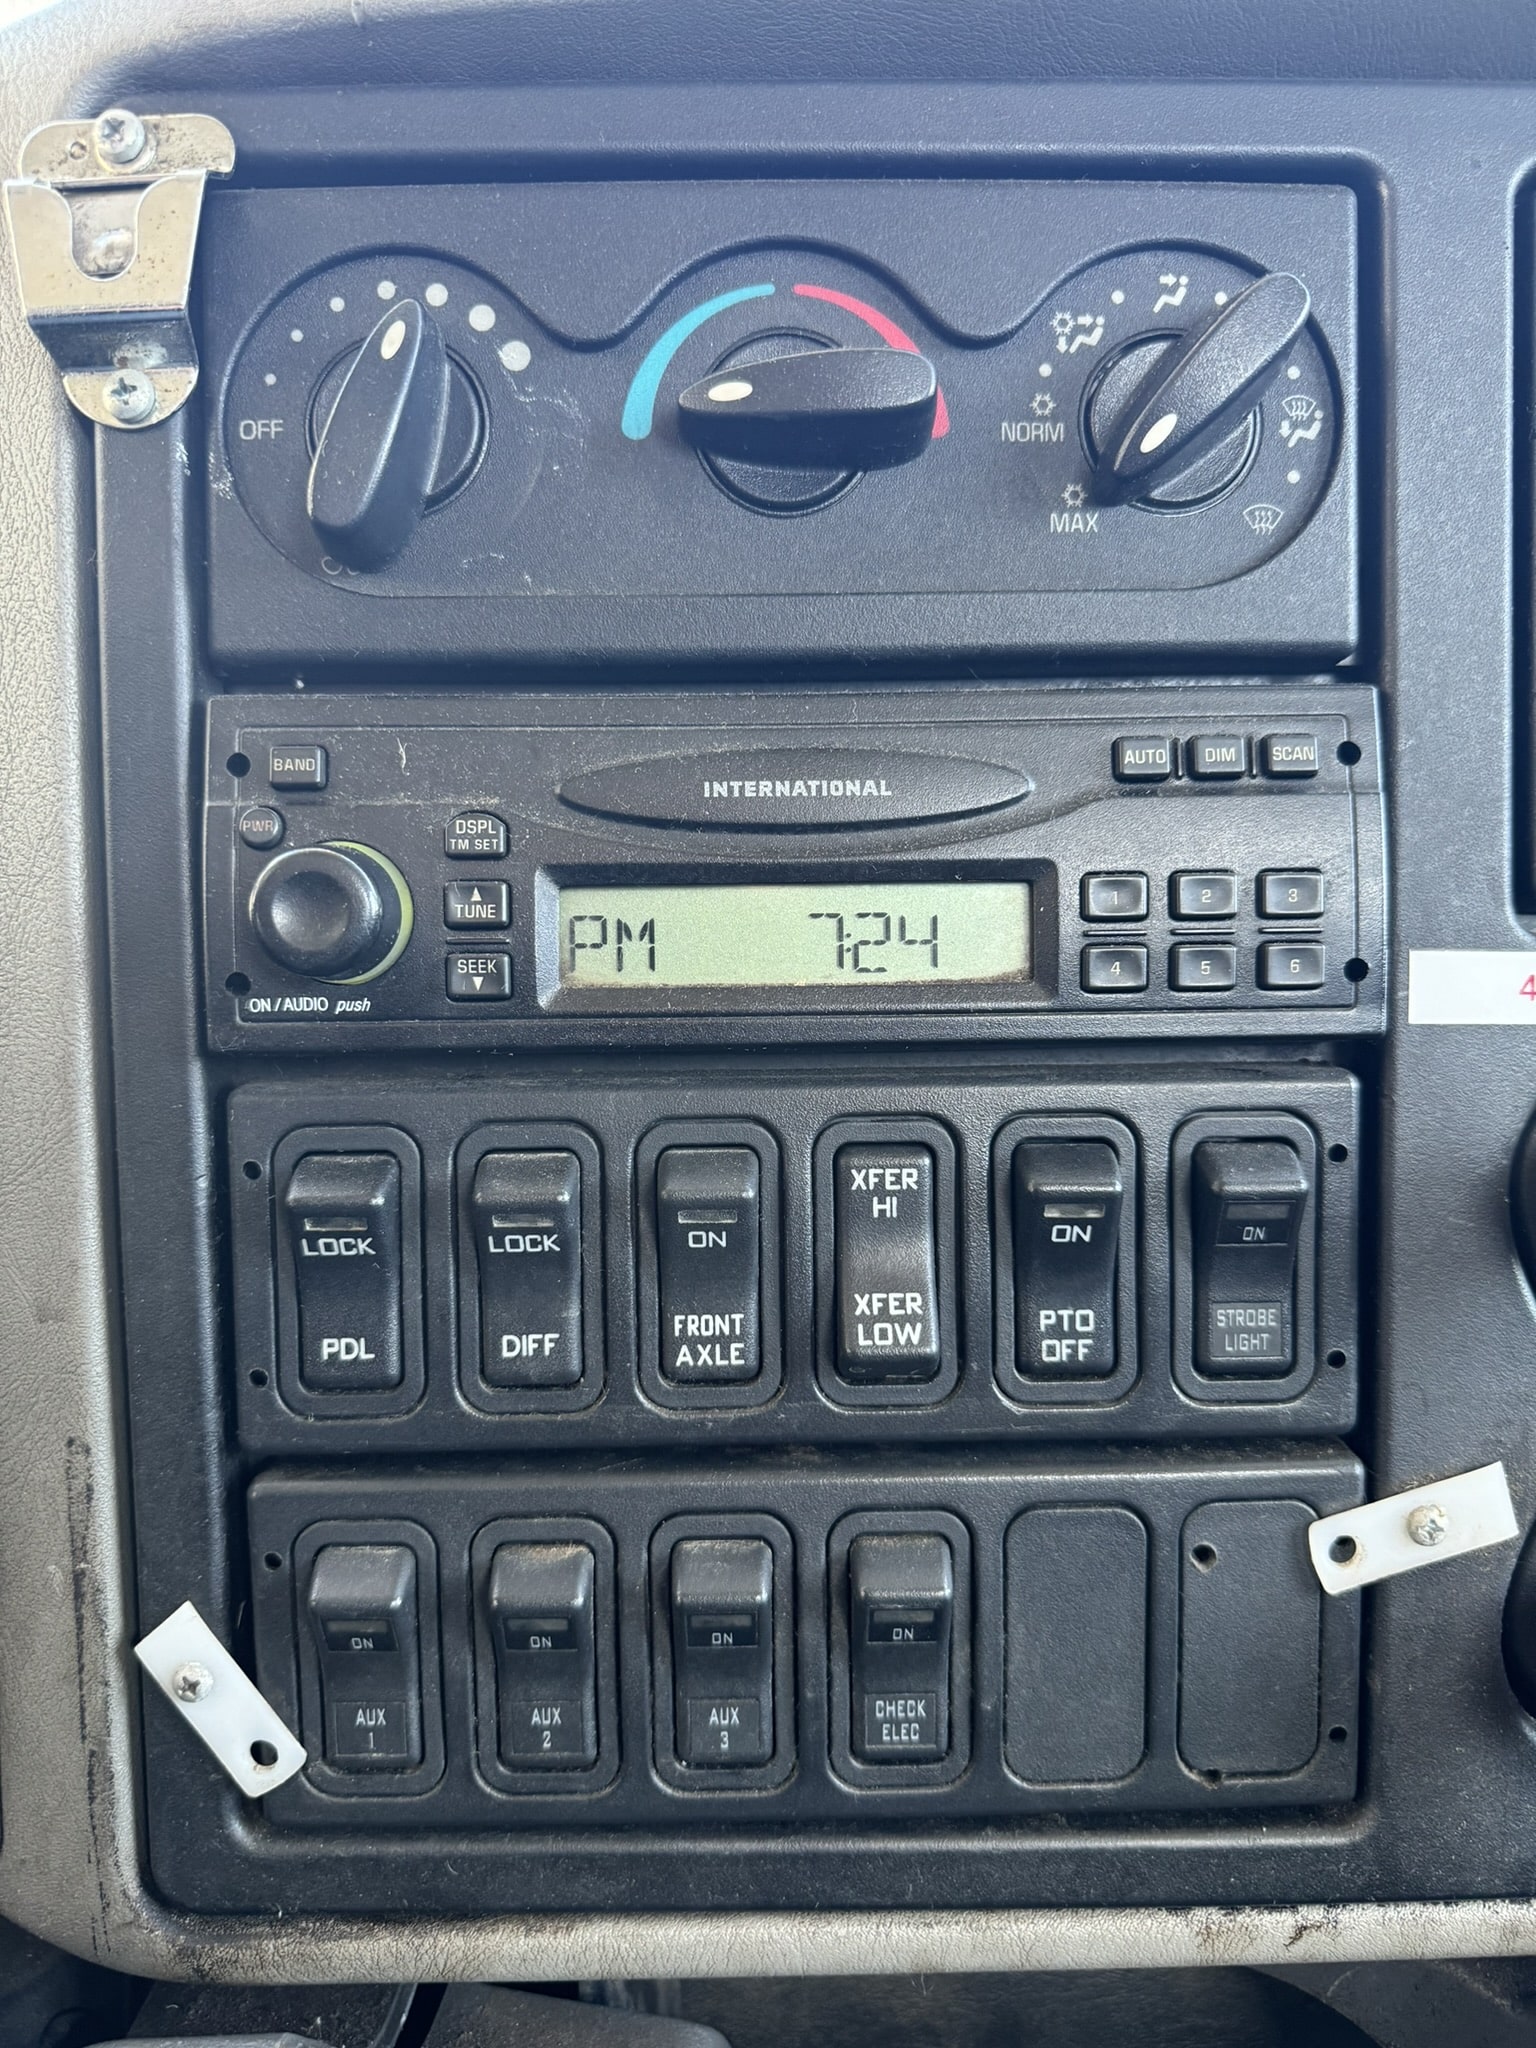 OFF
NORM
MAX
BAND
INTERNATIONAL
AUTO
DIM
SCAN
PWR
DSPL
TM SET
TUNE
SEEK
ON / AUDIO push
PM 7:24
1
2
3
4
5
6
4
LOCK
PDL
LOCK
DIFF
ON
FRONT
AXLE
XFER
HI
XFER
LOW
ON
PTO
OFF
ON
STROBE
LIGHT
ON
AUX
1
ON
AUX
2
ON
AUX
3
ON
CHECK
ELEC